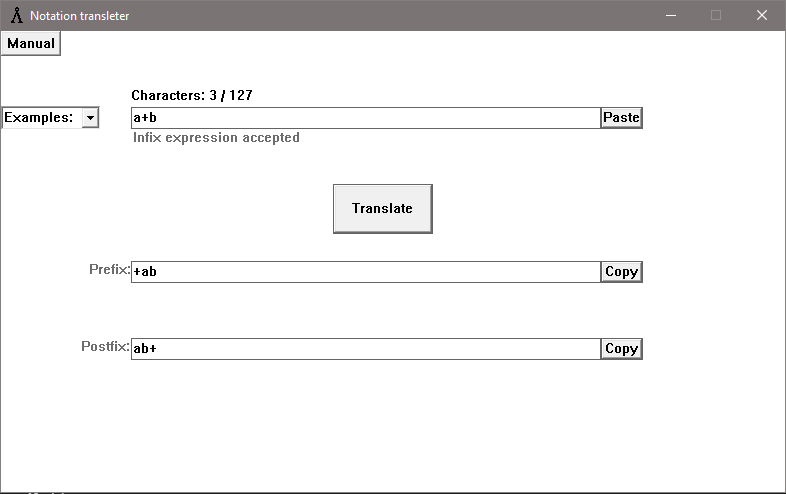 Notation transleter
Manual
Characters: 3 / 127
Examples: a+b Paste
Infix expression accepted
Translate
Prefix: +ab Copy
Postfix: ab+ Copy